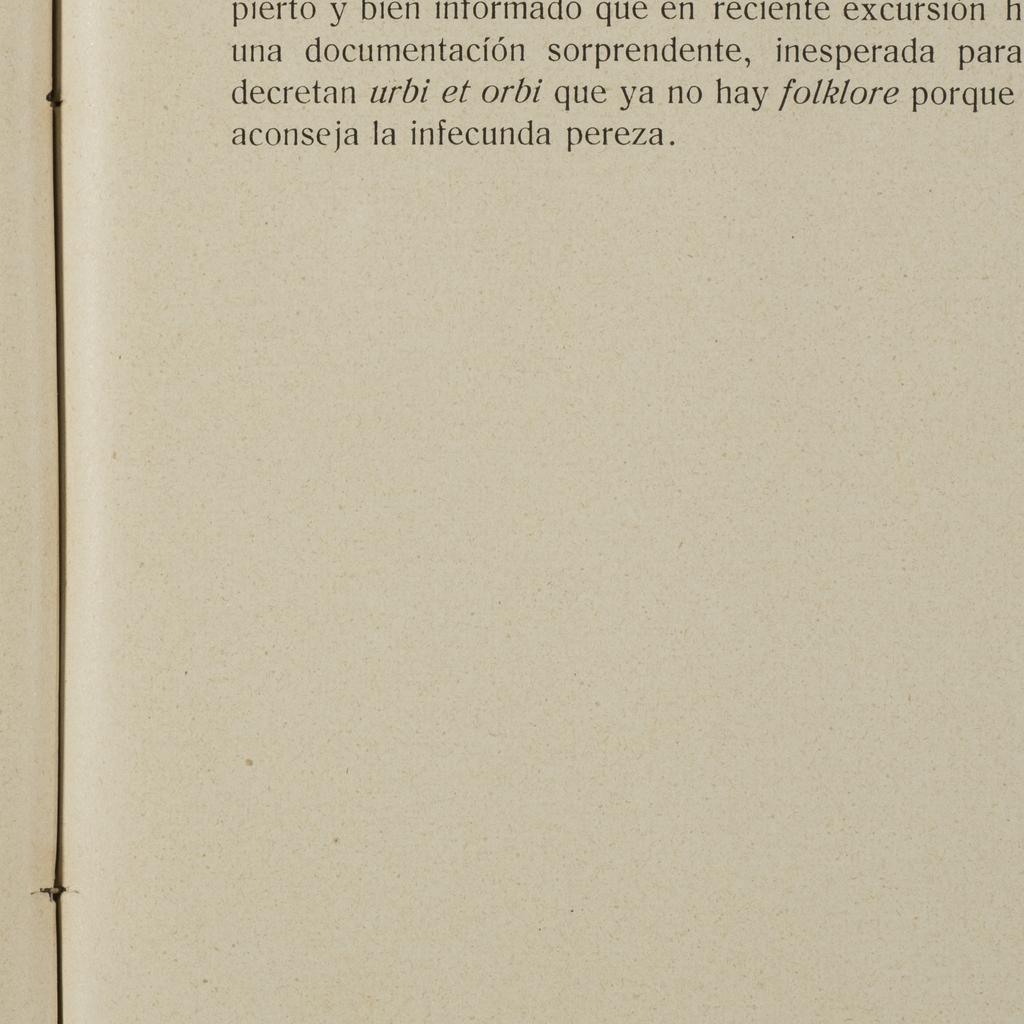 pierto y bien informado que en reciente excursión h
una documentacíón sorprendente, inesperada para
decretan urbi et orbi que ya no hay folklore porque
aconseja la infecunda pereza.